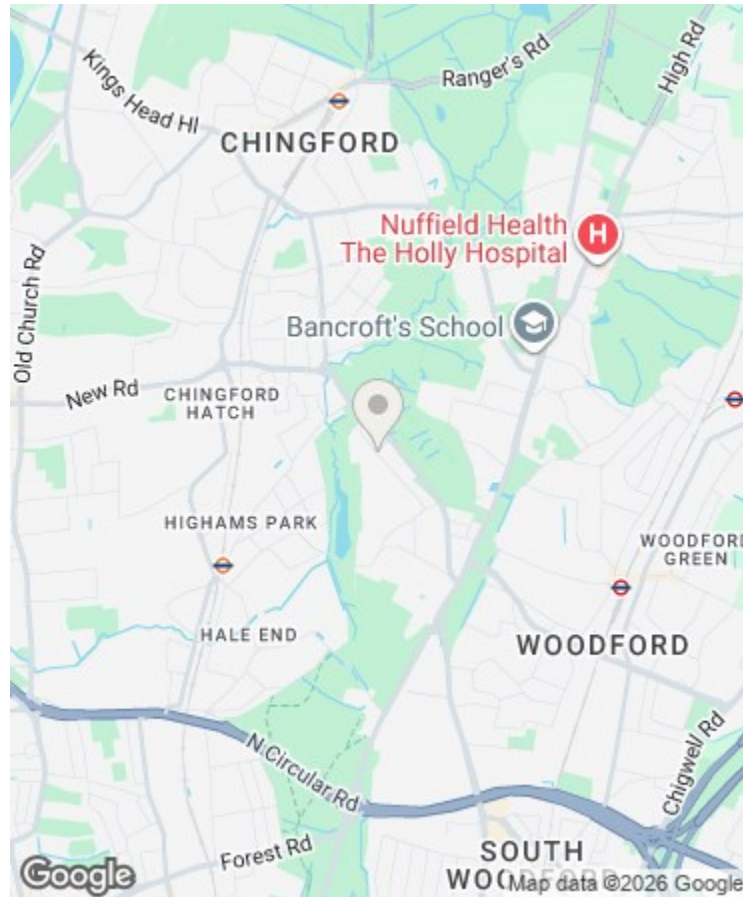 Ranger's Rd
High Rd
Kings Head Hl
CHINGFORD
Nuffield Health
The Holly Hospital
H
Old Church Rd
Bancroft's School
New Rd
CHINGFORD
HATCH
HIGHAMS PARK
WOODFORD
GREEN
HALE END
WOODFORD
N Circular Rd
Chigwell Rd
Forest Rd
SOUTH
Google
Map data ©2026 Google